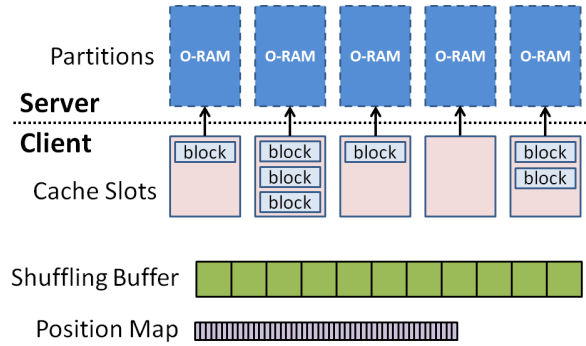 Partitions
O-RAM O-RAM O-RAM O-RAM O-RAM
Server
Client
Cache Slots
block block block block
block block
block
Shuffling Buffer
Position Map